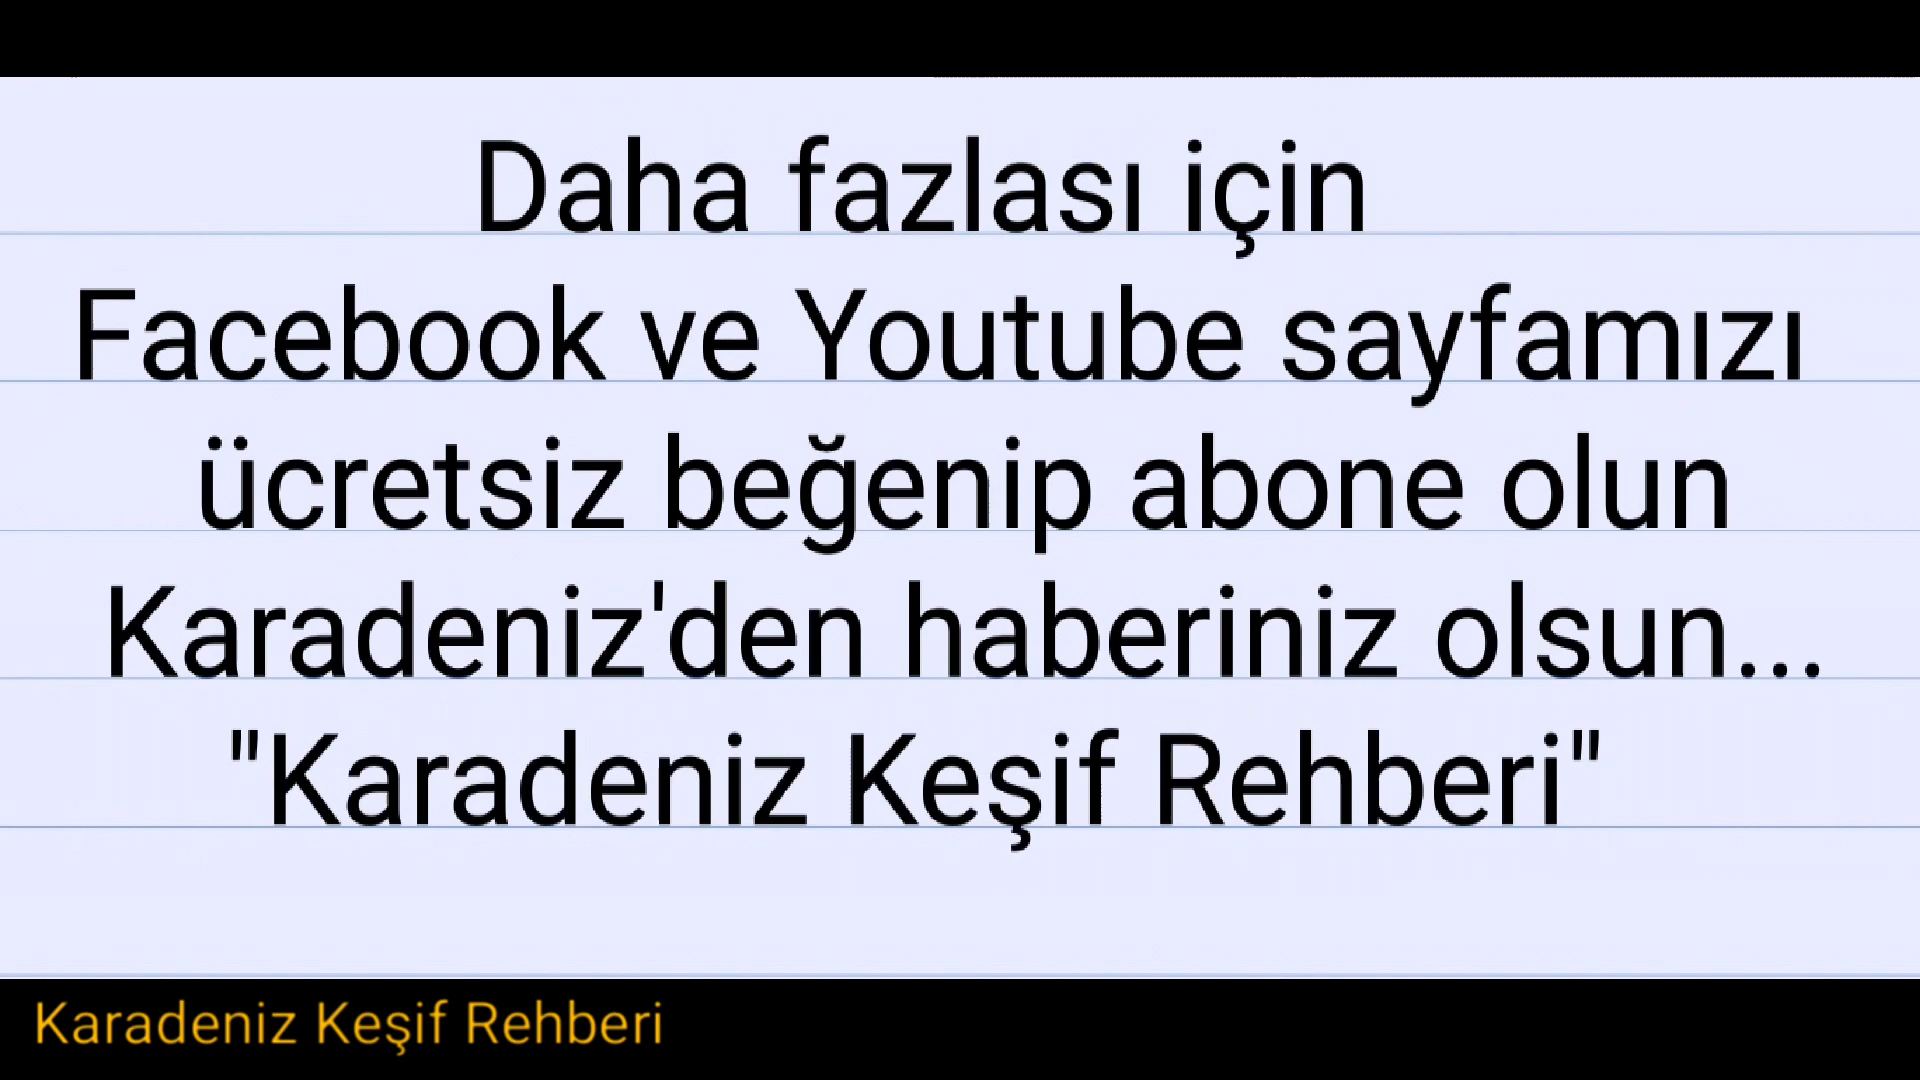 Daha fazlası için
Facebook ve Youtube sayfamızı
ücretsiz beğenip abone olun
Karadeniz'den haberiniz olsun...
"Karadeniz Keşif Rehberi"
Karadeniz Keşif Rehberi